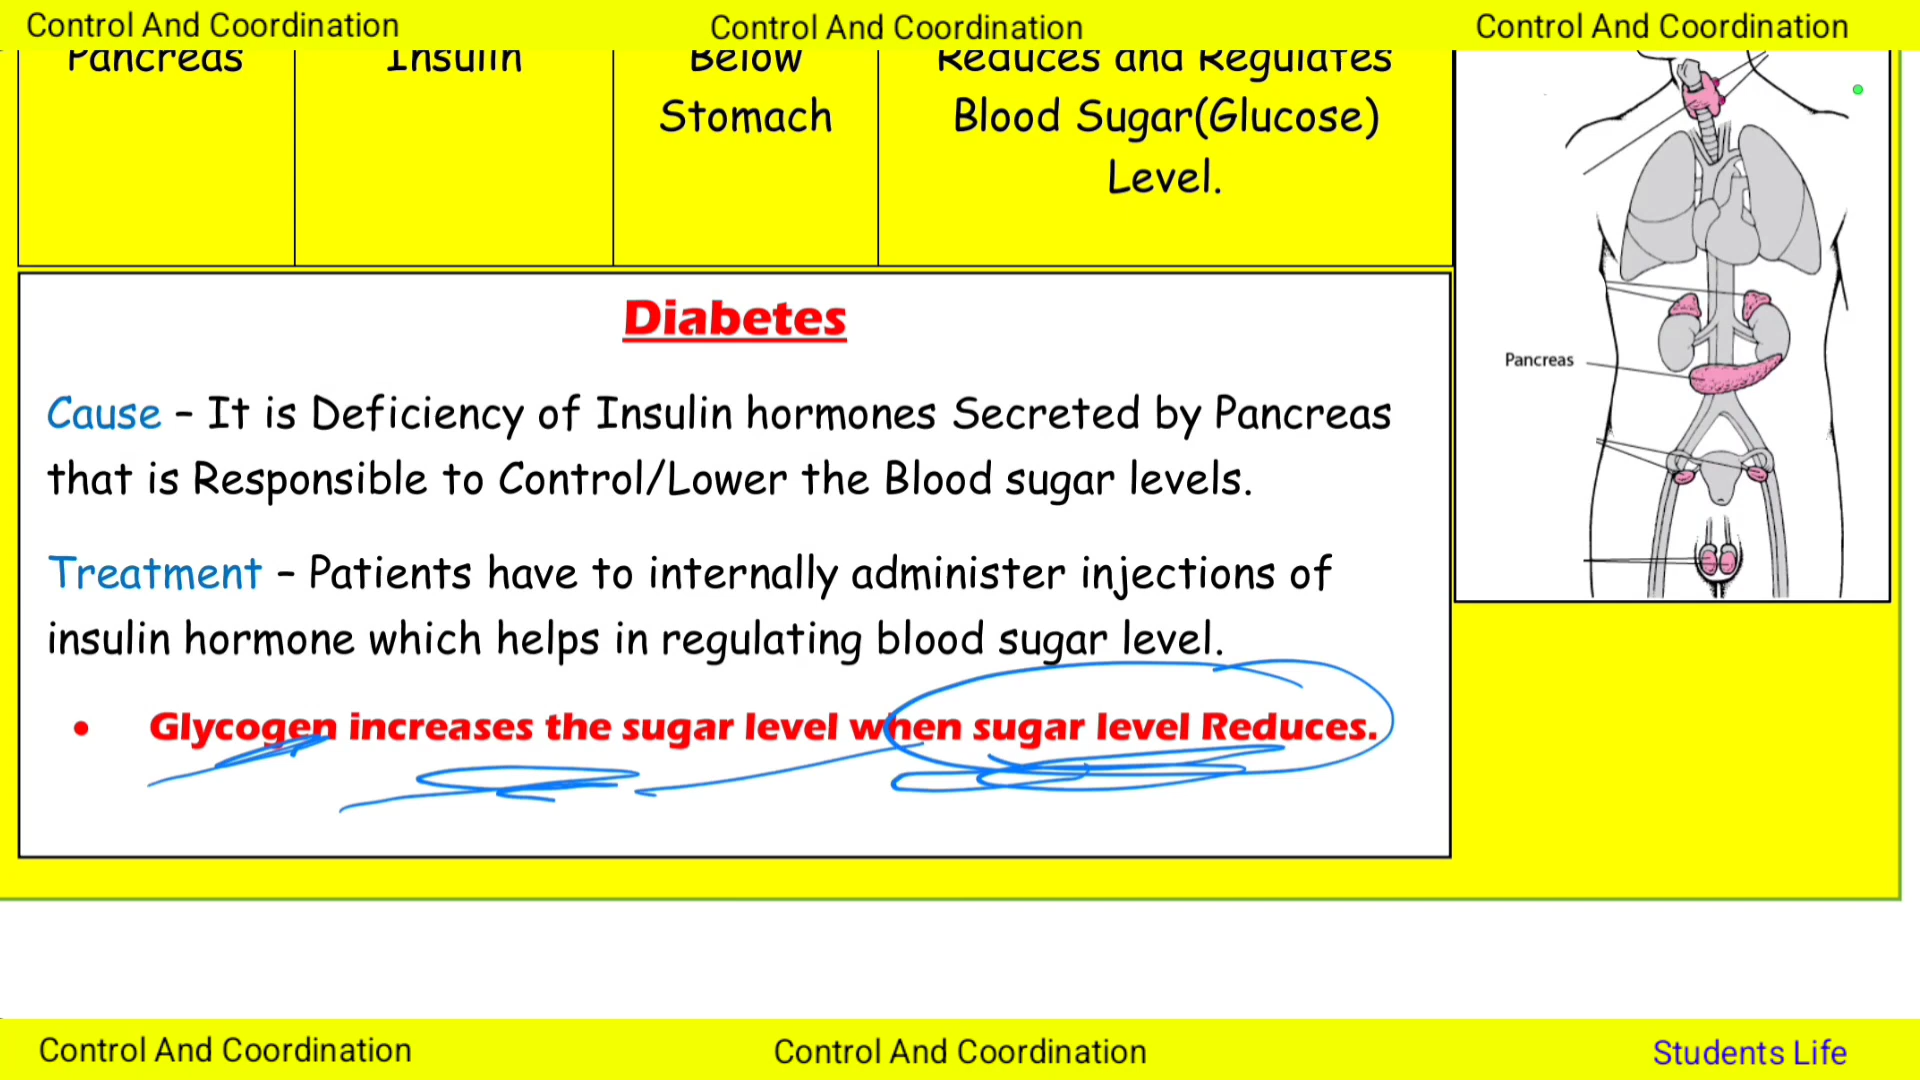 Control And Coordination Control And Coordination Control And Coordination
Pancreas Insulin Below Reduces and Regulates
Stomach Blood Sugar(Glucose)
Level.
Diabetes
Pancreas
Cause – It is Deficiency of Insulin hormones Secreted by Pancreas
that is Responsible to Control/Lower the Blood sugar levels.
Treatment – Patients have to internally administer injections of
insulin hormone which helps in regulating blood sugar level.
• Glycogen increases the sugar level when sugar level Reduces.
Control And Coordination Control And Coordination Students Life